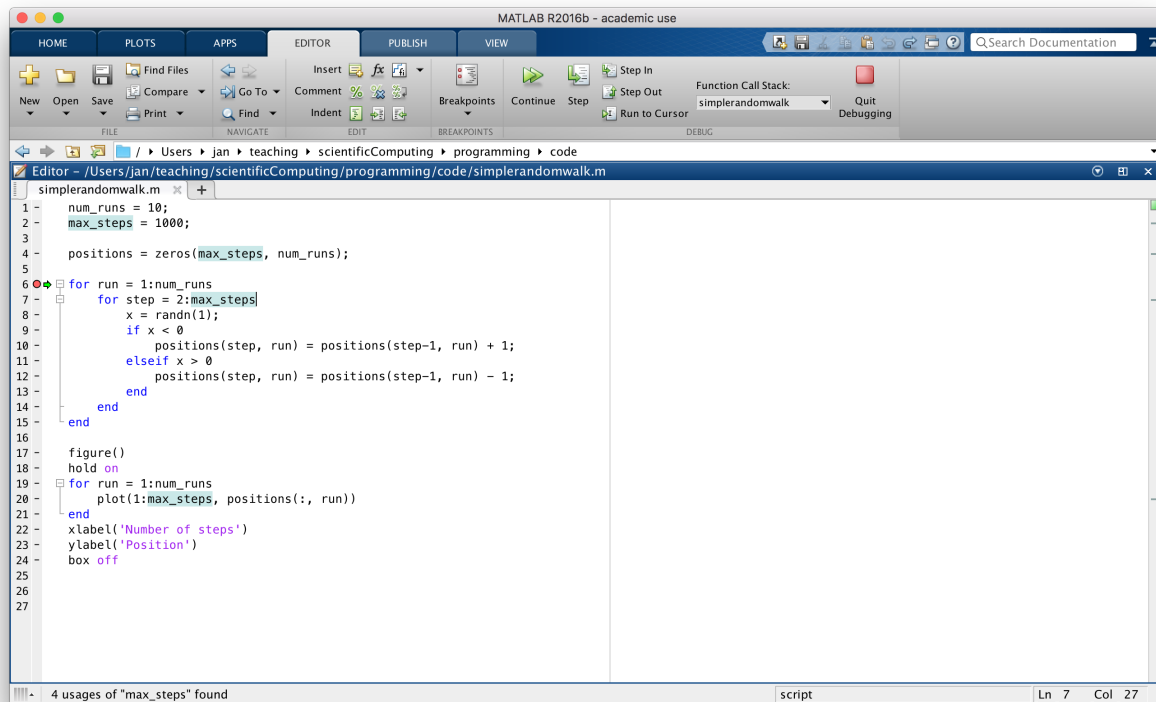 MATLAB R2016b - academic use
HOME PLOTS APPS EDITOR PUBLISH VIEW Search Documentation
New Open Save Find Files Compare Print
FILE
Go To Find
NAVIGATE
Insert fx
Comment
Indent
EDIT
Breakpoints
BREAKPOINTS
Continue Step Step In Step Out Run to Cursor
Function Call Stack:
simplerandomwalk
Quit Debugging
DEBUG
/ Users jan teaching scientificComputing programming code
Editor - /Users/jan/teaching/scientificComputing/programming/code/simplerandomwalk.m
simplerandomwalk.m +
1 - num_runs = 10;
2 - max_steps = 1000;
3
4 - positions = zeros(max_steps, num_runs);
5
6 for run = 1:num_runs
7 - for step = 2:max_steps
8 - x = randn(1);
9 - if x < 0
10 - positions(step, run) = positions(step-1, run) + 1;
11 - elseif x > 0
12 - positions(step, run) = positions(step-1, run) - 1;
13 - end
14 - end
15 - end
16
17 - figure()
18 - hold on
19 - for run = 1:num_runs
20 - plot(1:max_steps, positions(:, run))
21 - end
22 - xlabel('Number of steps')
23 - ylabel('Position')
24 - box off
25
26
27
4 usages of "max_steps" found script Ln 7 Col 27